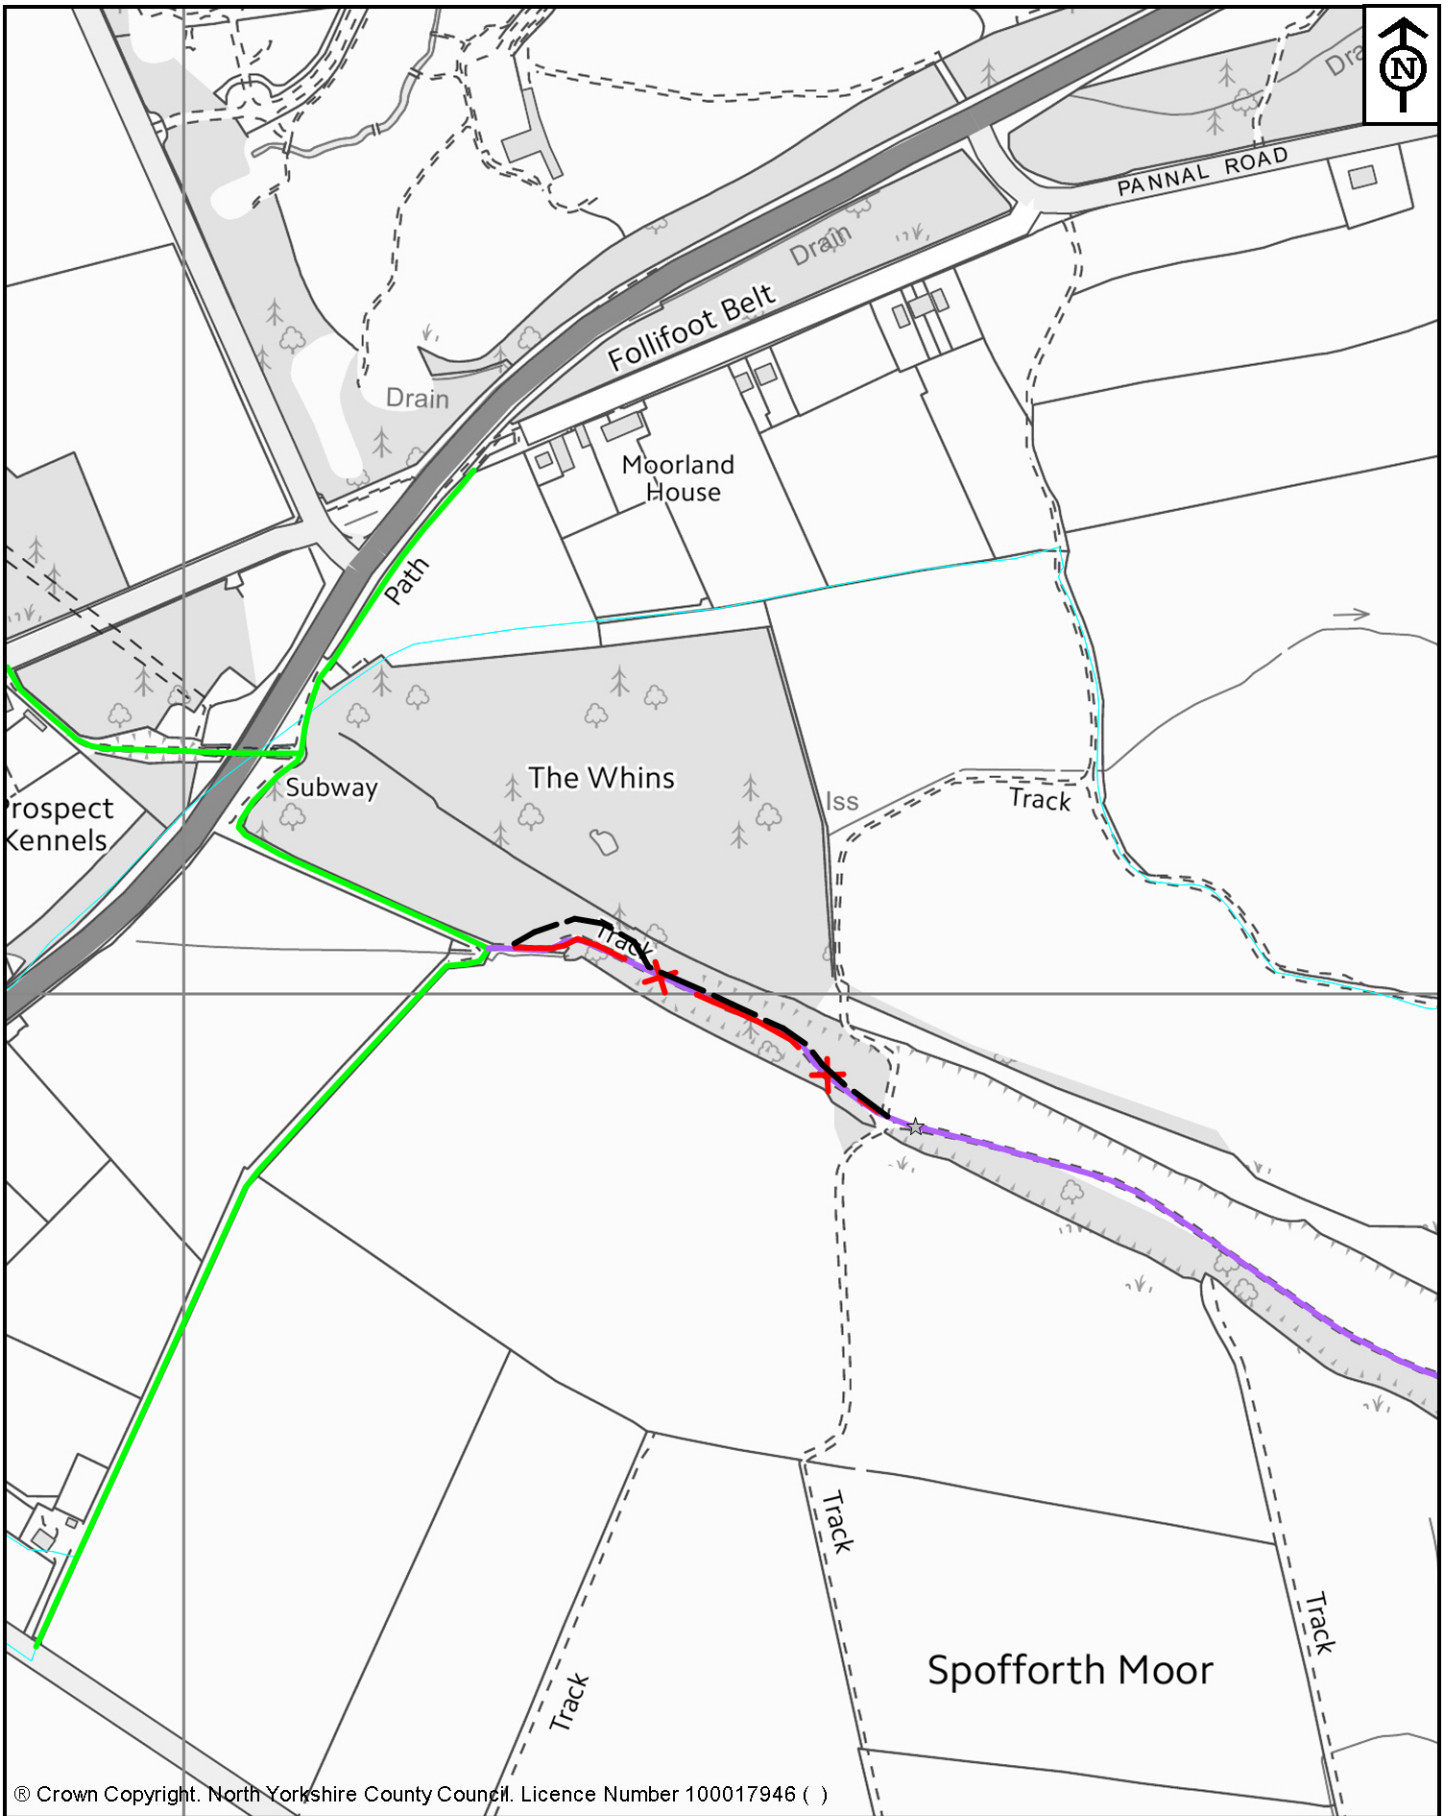 N
Dra
PANNAL ROAD
Drain
Follifoot Belt
Drain
Moorland
House
Path
Subway
The Whins
Iss
Track
rospect
Kennels
Track
Track
Track
Spofforth Moor
Track
® Crown Copyright. North Yorkshire County Council. Licence Number 100017946 ( )